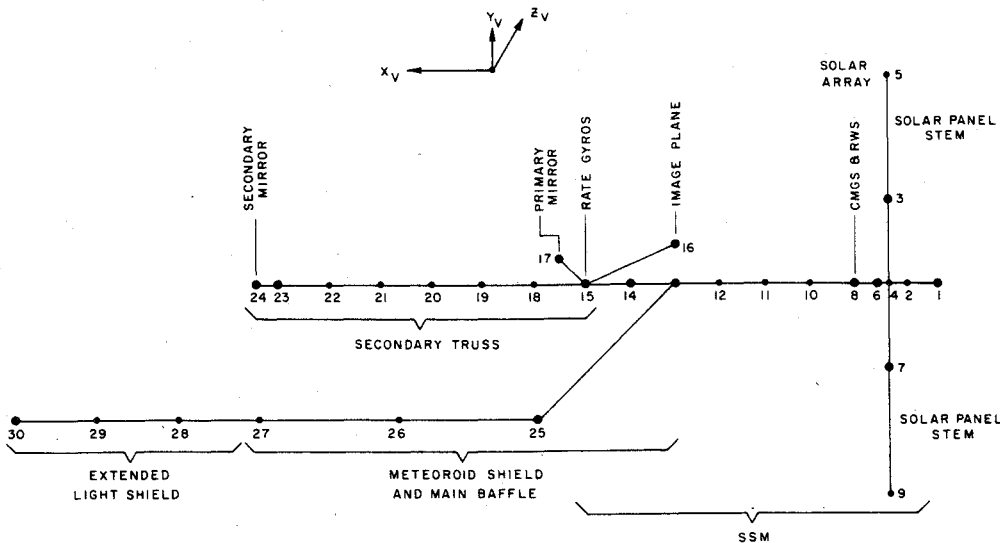 Y_V
Z_V
X_V
SOLAR
ARRAY
5
SOLAR PANEL
STEM
SECONDARY
MIRROR
PRIMARY
MIRROR
RATE GYROS
IMAGE PLANE
CMGS & RWS
3
17
16
24 23 22 21 20 19 18 15 14 12 11 10 8 6 4 2 1
SECONDARY TRUSS
7
30 29 28 27 26 25
SOLAR PANEL
STEM
EXTENDED
LIGHT SHIELD
METEOROID SHIELD
AND MAIN BAFFLE
9
SSM